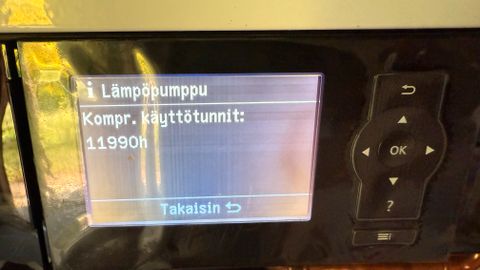 i Lämpöpumppu
Kompr. käyttötunnit:
11990h
Takaisin
OK
?